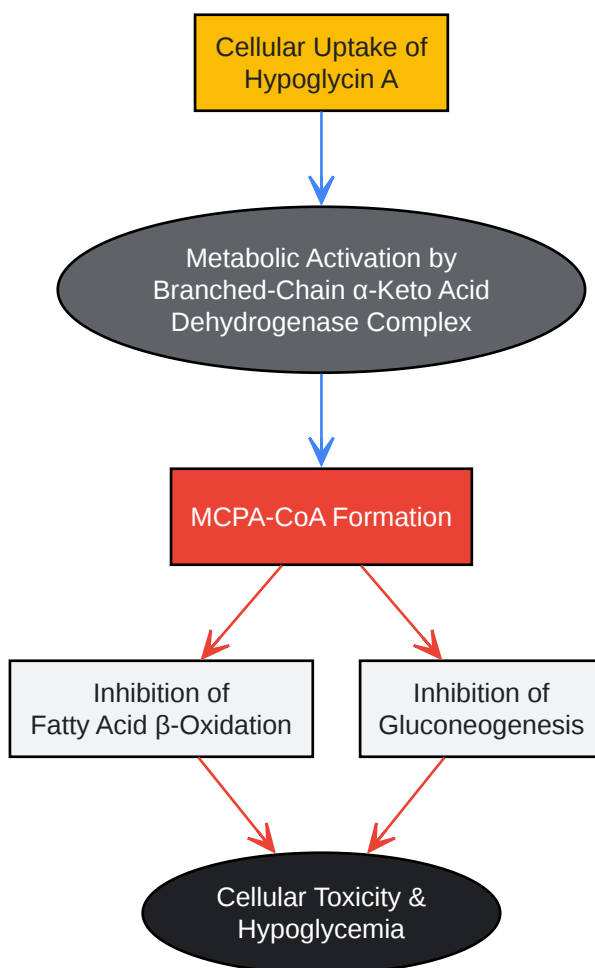 Cellular Uptake of
Hypoglycin A
Metabolic Activation by
Branched-Chain α-Keto Acid
Dehydrogenase Complex
MCPA-CoA Formation
Inhibition of
Fatty Acid β-Oxidation
Inhibition of
Gluconeogenesis
Cellular Toxicity &
Hypoglycemia